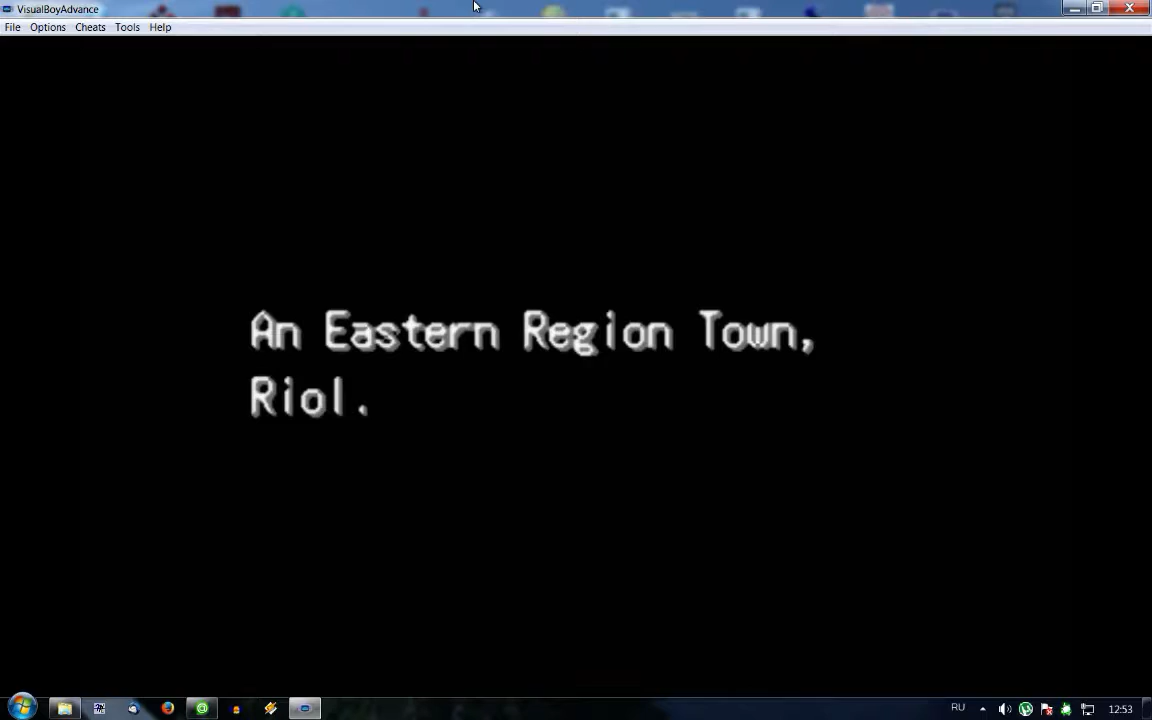 VisualBoyAdvance
File Options Cheats Tools Help
An Eastern Region Town,
Riol.
RU 12:53